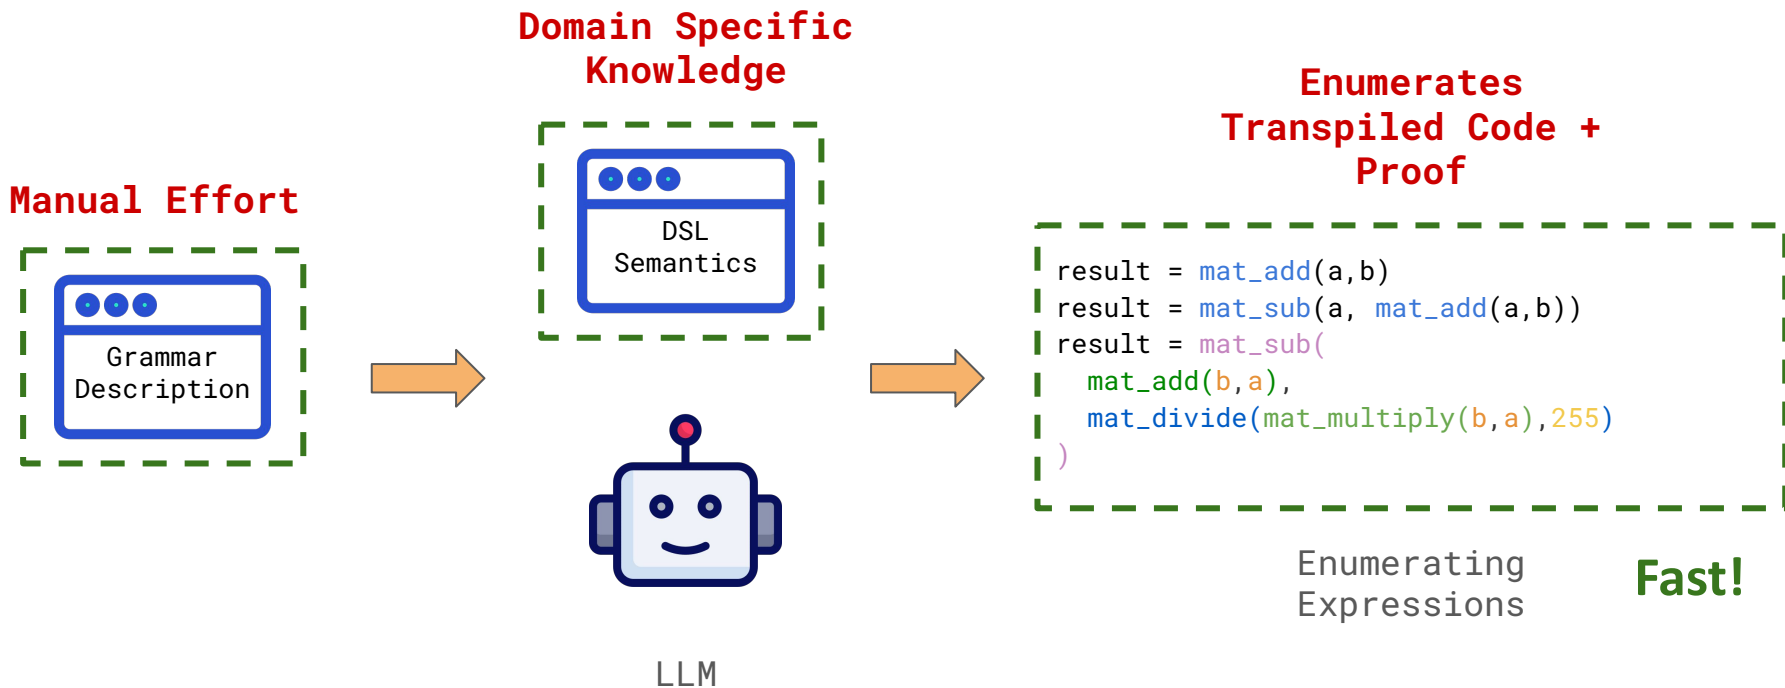 Manual Effort
Grammar
Description
Domain Specific
Knowledge
DSL
Semantics
LLM
Enumerates
Transpiled Code +
Proof
result = mat_add(a,b)
result = mat_sub(a, mat_add(a,b))
result = mat_sub(
  mat_add(b,a),
  mat_divide(mat_multiply(b,a),255)
)
Enumerating
Expressions
Fast!